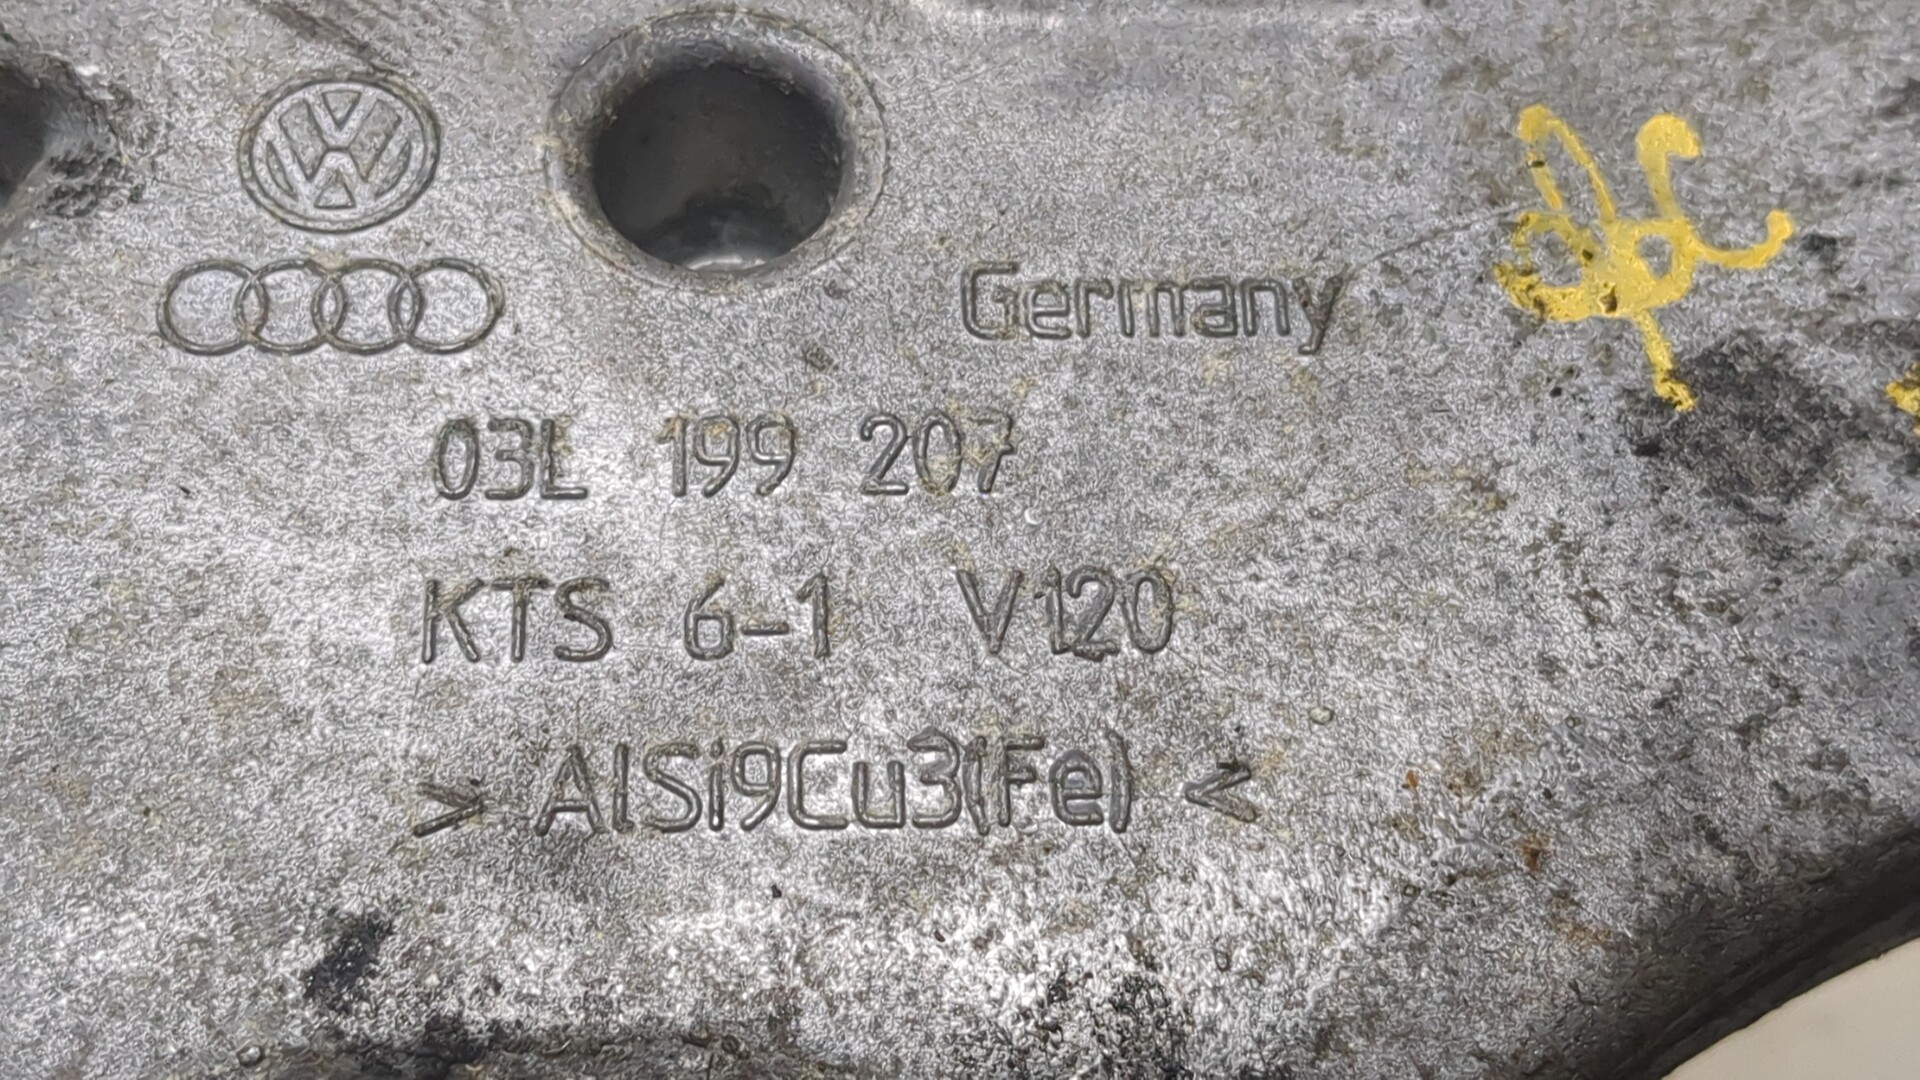 Germany
03L 199 207
KTS 6-1 V120
> AlSi9Cu3(Fe) <